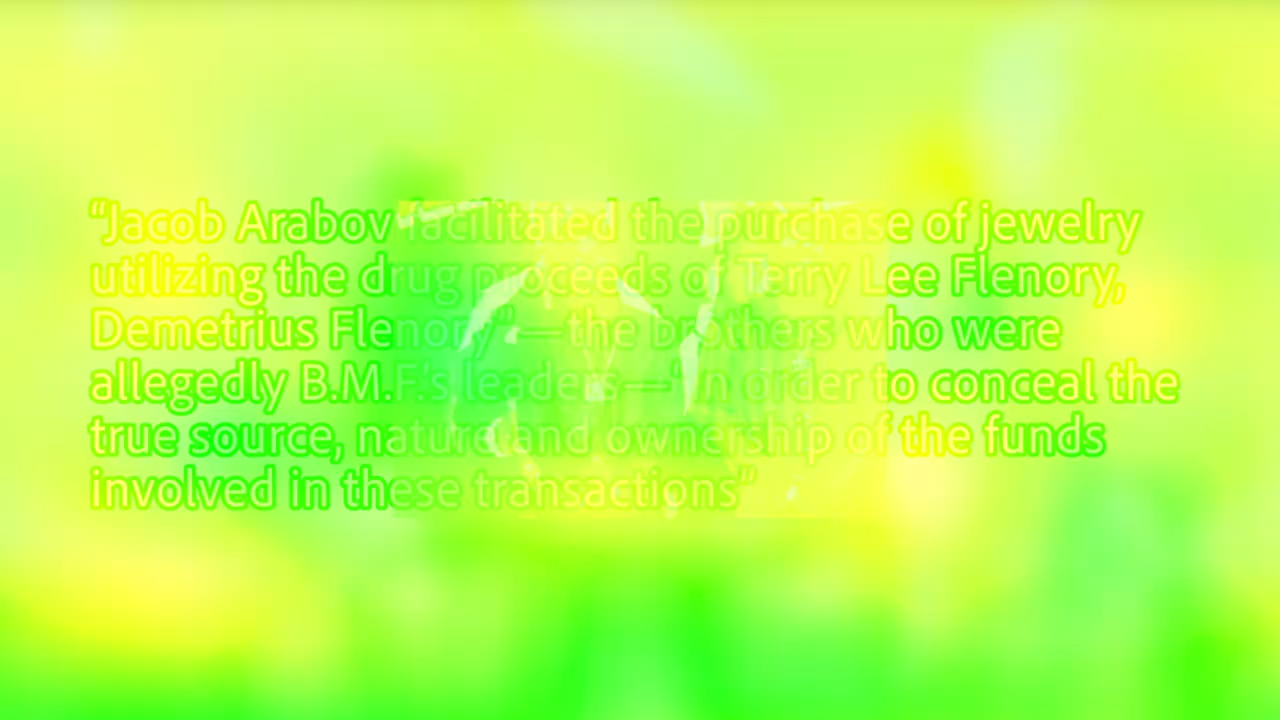 “Jacob Arabov facilitated the purchase of jewelry
utilizing the drug proceeds of Terry Lee Flenory,
Demetrius Flenory”—the brothers who were
allegedly B.M.F.’s leaders—“in order to conceal the
true source, nature and ownership of the funds
involved in these transactions”